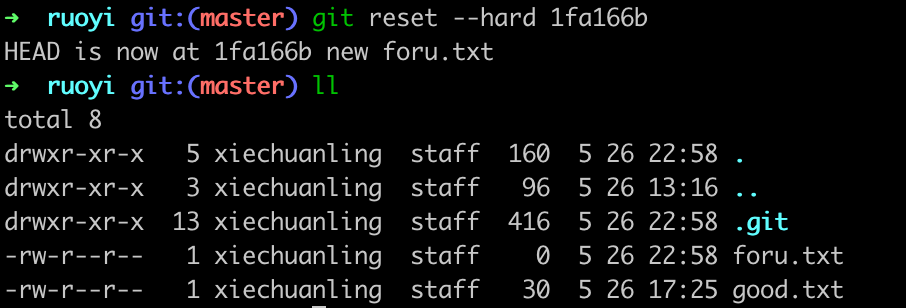 ➜  ruoyi git:(master) git reset --hard 1fa166b
HEAD is now at 1fa166b new foru.txt
➜  ruoyi git:(master) ll
total 8
drwxr-xr-x   5 xiechuanling  staff  160  5 26 22:58 .
drwxr-xr-x   3 xiechuanling  staff   96  5 26 13:16 ..
drwxr-xr-x  13 xiechuanling  staff  416  5 26 22:58 .git
-rw-r--r--   1 xiechuanling  staff    0  5 26 22:58 foru.txt
-rw-r--r--   1 xiechuanling  staff   30  5 26 17:25 good.txt